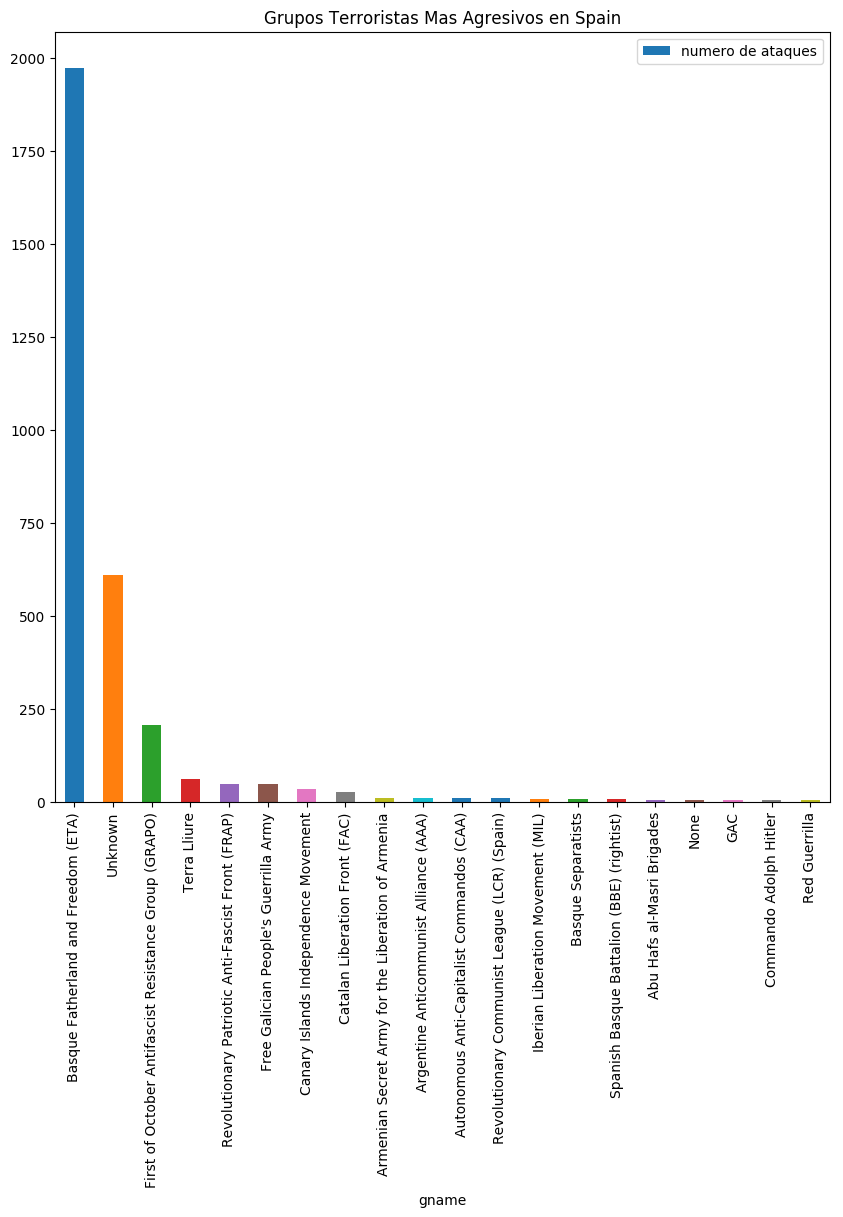 Grupos Terroristas Mas Agresivos en Spain
numero de ataques
2000
1750
1500
1250
1000
750
500
250
0
Basque Fatherland and Freedom (ETA)
Unknown
First of October Antifascist Resistance Group (GRAPO)
Terra Lliure
Revolutionary Patriotic Anti-Fascist Front (FRAP)
Free Galician People's Guerrilla Army
Canary Islands Independence Movement
Catalan Liberation Front (FAC)
Armenian Secret Army for the Liberation of Armenia
Argentine Anticommunist Alliance (AAA)
Autonomous Anti-Capitalist Commandos (CAA)
Revolutionary Communist League (LCR) (Spain)
Iberian Liberation Movement (MIL)
Basque Separatists
Spanish Basque Battalion (BBE) (rightist)
Abu Hafs al-Masri Brigades
None
GAC
Commando Adolph Hitler
Red Guerrilla
gname